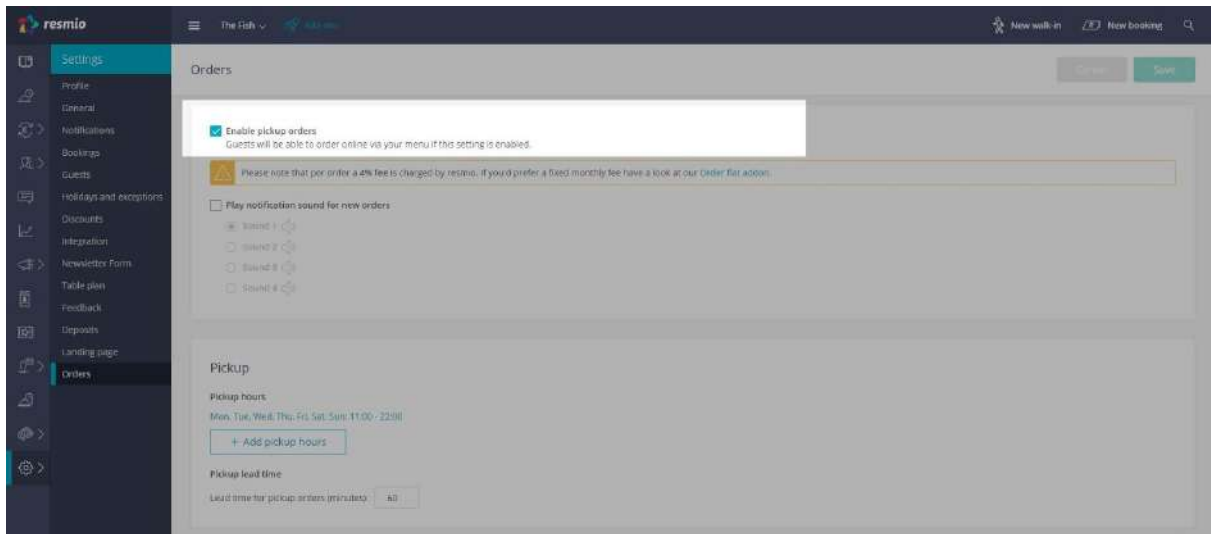 resmio
The Fish
New walk-in
New booking
Settings
Orders
Cancel
Save
Profile
General
Notifications
Bookings
Guests
Holidays and exceptions
Discounts
Integration
Newsletter Form
Table plan
Feedback
Deposits
Landing page
Orders
Enable pickup orders
Guests will be able to order online via your menu if this setting is enabled.
Please note that per order a 4% fee is charged by resmio. If you'd prefer a fixed monthly fee have a look at our Order flat addon.
Play notification sound for new orders
Sound 1
Sound 2
Sound 3
Sound 4
Pickup
Pickup hours
Mon, Tue, Wed, Thu, Fri, Sat, Sun: 11:00 - 22:00
+ Add pickup hours
Pickup lead time
Lead time for pickup orders (minutes) 60